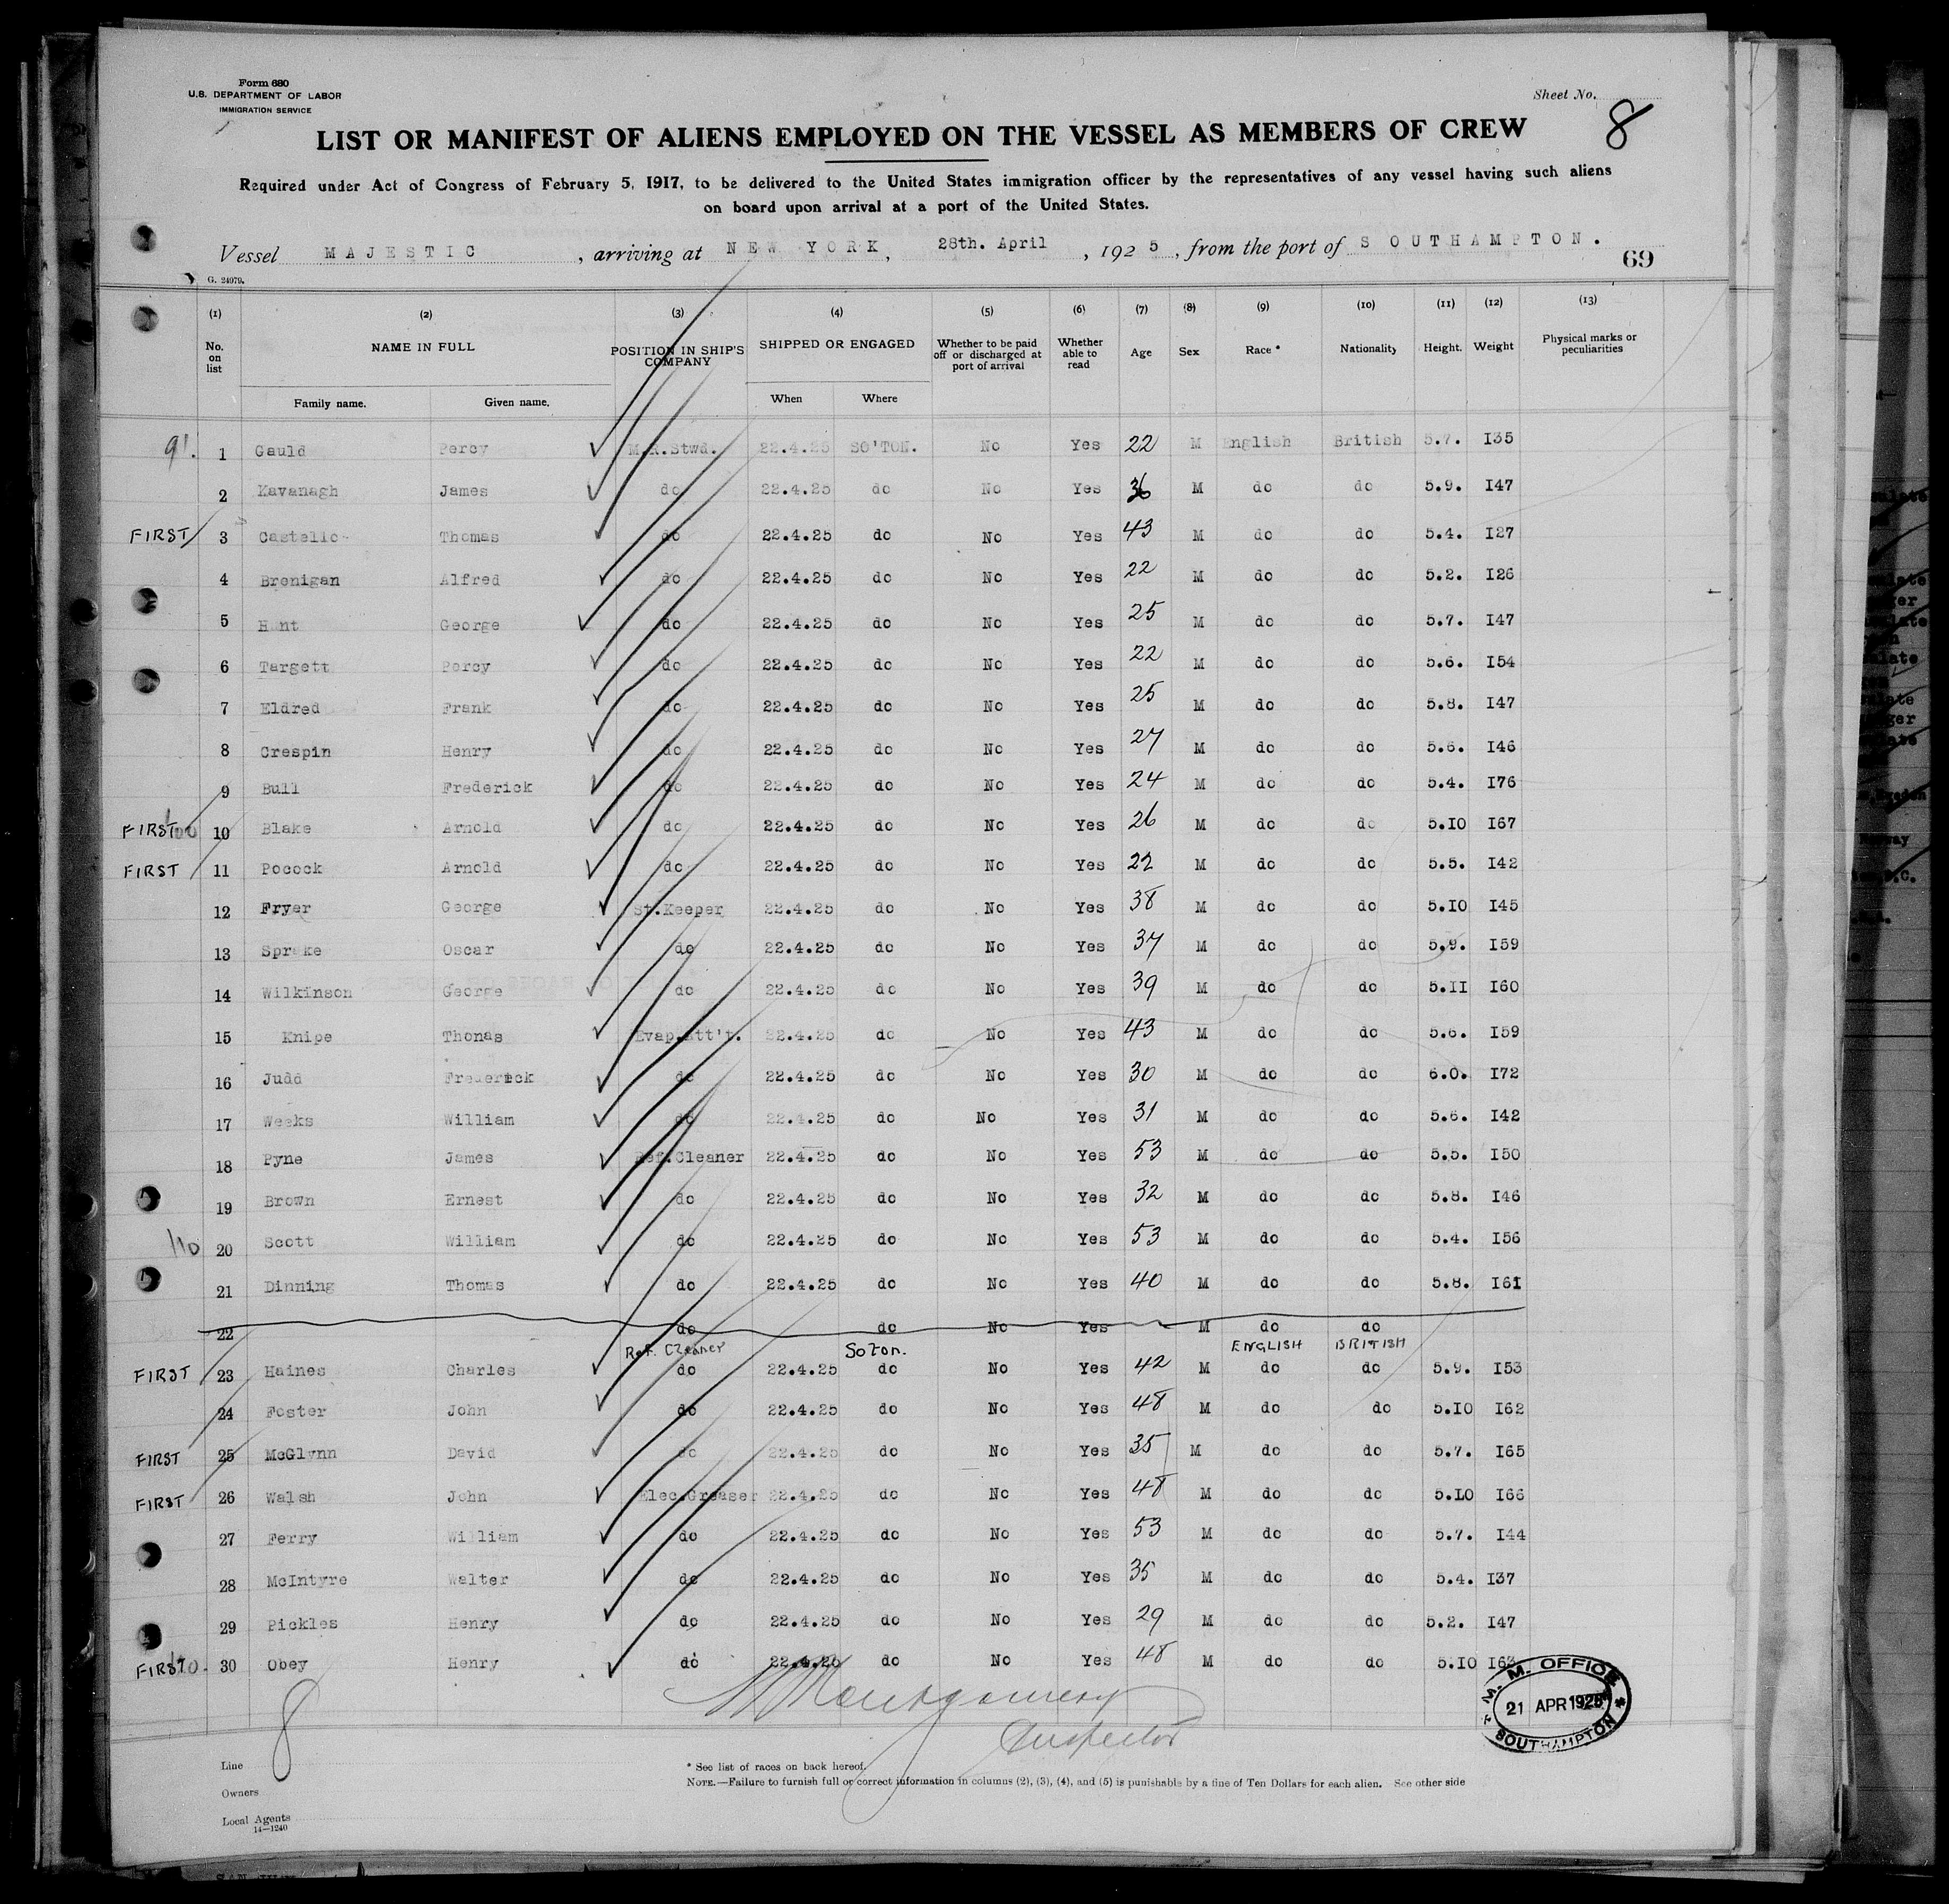 Form 680
U.S. DEPARTMENT OF LABOR
IMMIGRATION SERVICE
Sheet No. 8
LIST OR MANIFEST OF ALIENS EMPLOYED ON THE VESSEL AS MEMBERS OF CREW
Required under Act of Congress of February 5, 1917, to be delivered to the United States immigration officer by the representatives of any vessel having such aliens
on board upon arrival at a port of the United States.
Vessel MAJESTIC, arriving at NEW YORK, 28th. April, 1925, from the port of SOUTHAMPTON.
69
G. 24979.
(1) (2) (3) (4) (5) (6) (7) (8) (9) (10) (11) (12) (13)
No. on list NAME IN FULL POSITION IN SHIP'S COMPANY SHIPPED OR ENGAGED Whether to be paid off or discharged at port of arrival Whether able to read Age Sex Race* Nationality Height. Weight Physical marks or peculiarities
Family name. Given name. When Where
91. 1 Gauld Percy M.R.Stwd. 22.4.25 SO'TON. No Yes 22 M English British 5.7. I35
2 Kavanagh James do 22.4.25 do No Yes 36 M do do 5.9. I47
FIRST 3 Castello Thomas do 22.4.25 do No Yes 43 M do do 5.4. I27
4 Brenigan Alfred do 22.4.25 do No Yes 22 M do do 5.2. I26
5 H nt George do 22.4.25 do No Yes 25 M do do 5.7. I47
6 Targett Percy do 22.4.25 do No Yes 22 M do do 5.6. I54
7 Eldred Frank do 22.4.25 do No Yes 25 M do do 5.8. I47
8 Crespin Henry do 22.4.25 do No Yes 27 M do do 5.6. I46
9 Bull Frederick do 22.4.25 do No Yes 24 M do do 5.4. I76
FIRST 100 10 Blake Arnold do 22.4.25 do No Yes 26 M do do 5.I0 I67
FIRST 11 Pocock Arnold do 22.4.25 do No Yes 22 M do do 5.5. I42
12 Fryer George St.Keeper 22.4.25 do No Yes 38 M do do 5.I0 I45
13 Sprake Oscar do 22.4.25 do No Yes 37 M do do 5.9. I59
14 Wilkinson George do 22.4.25 do No Yes 39 M do do 5.II I60
15 Knipe Thomas Evap.Att't. 22.4.25 do No Yes 43 M do do 5.6. I59
16 Judd Frederick do 22.4.25 do No Yes 30 M do do 6.0. I72
17 Weeks William do 22.4.25 do No Yes 31 M do do 5.6. I42
18 Pyne James Ref.Cleaner 22.4.25 do No Yes 53 M do do 5.5. I50
19 Brown Ernest do 22.4.25 do No Yes 32 M do do 5.8. I46
110 20 Scott William do 22.4.25 do No Yes 53 M do do 5.4. I56
21 Dinning Thomas do 22.4.25 do No Yes 40 M do do 5.8. I61
22 do do No Yes M do do
Ref. Cleaner Soton. ENGLISH BRITISH
FIRST 23 Haines Charles do 22.4.25 do No Yes 42 M do do 5.9. I53
24 Foster John do 22.4.25 do No Yes 48 M do do 5.I0 I62
FIRST 25 McGlynn David do 22.4.25 do No Yes 35 M do do 5.7. I65
FIRST 26 Walsh John Elec.Greaser 22.4.25 do No Yes 48 M do do 5.I0 I66
27 Ferry William do 22.4.25 do No Yes 53 M do do 5.7. I44
28 McIntyre Walter do 22.4.25 do No Yes 35 M do do 5.4. I37
29 Pickles Henry do 22.4.25 do No Yes 29 M do do 5.2. I47
FIRST 30 Obey Henry do 22.4.25 do No Yes 48 M do do 5.I0 I63
Montgomery
Inspector
8
M. M. OFFICE
21 APR 1925
SOUTHAMPTON
Line
Owners
Local Agents
14—1240
* See list of races on back hereof.
NOTE.—Failure to furnish full or correct information in columns (2), (3), (4), and (5) is punishable by a fine of Ten Dollars for each alien. See other side